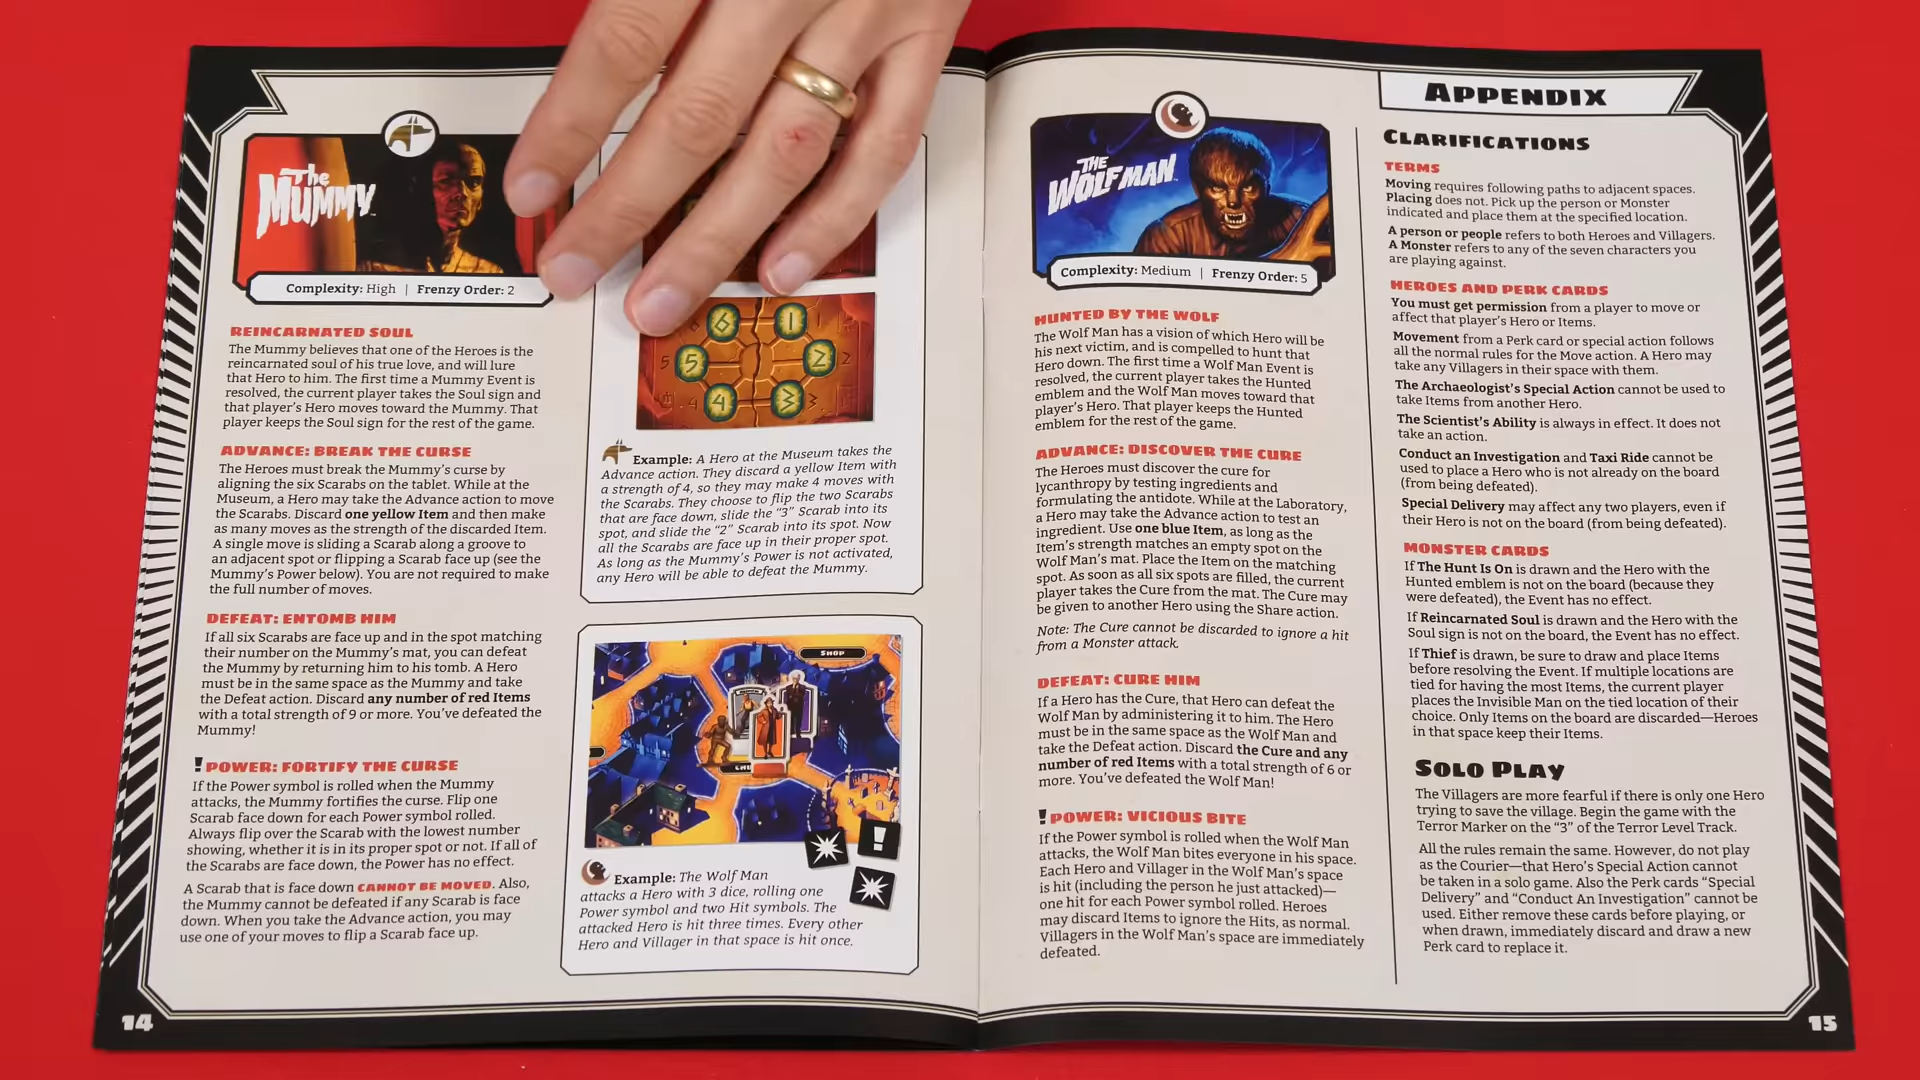 The
MUMMY
Complexity: High | Frenzy Order: 2
REINCARNATED SOUL
The Mummy believes that one of the Heroes is the
reincarnated soul of his true love, and will lure
that Hero to him. The first time a Mummy Event is
resolved, the current player takes the Soul sign and
that player's Hero moves toward the Mummy. That
player keeps the Soul sign for the rest of the game.
ADVANCE: BREAK THE CURSE
The Heroes must break the Mummy's curse by
aligning the six Scarabs on the tablet. While at the
Museum, a Hero may take the Advance action to move
the Scarabs. Discard one yellow Item and then make
as many moves as the strength of the discarded Item.
A single move is sliding a Scarab along a groove to
an adjacent spot or flipping a Scarab face up (see the
Mummy's Power below). You are not required to make
the full number of moves.
DEFEAT: ENTOMB HIM
If all six Scarabs are face up and in the spot matching
their number on the Mummy's mat, you can defeat
the Mummy by returning him to his tomb. A Hero
must be in the same space as the Mummy and take
the Defeat action. Discard any number of red Items
with a total strength of 9 or more. You've defeated the
Mummy!
! POWER: FORTIFY THE CURSE
If the Power symbol is rolled when the Mummy
attacks, the Mummy fortifies the curse. Flip one
Scarab face down for each Power symbol rolled.
Always flip over the Scarab with the lowest number
showing, whether it is in its proper spot or not. If all of
the Scarabs are face down, the Power has no effect.
A Scarab that is face down CANNOT BE MOVED. Also,
the Mummy cannot be defeated if any Scarab is face
down. When you take the Advance action, you may
use one of your moves to flip a Scarab face up.
14
6 1
5 5 2 2
4 4 3 3
Example: A Hero at the Museum takes the
Advance action. They discard a yellow Item with
a strength of 4, so they may make 4 moves with
the Scarabs. They choose to flip the two Scarabs
that are face down, slide the "3" Scarab into its
spot, and slide the "2" Scarab into its spot. Now
all the Scarabs are face up in their proper spot.
As long as the Mummy's Power is not activated,
any Hero will be able to defeat the Mummy.
SHOP
!
Example: The Wolf Man
attacks a Hero with 3 dice, rolling one
Power symbol and two Hit symbols. The
attacked Hero is hit three times. Every other
Hero and Villager in that space is hit once.
THE
WOLF MAN
Complexity: Medium | Frenzy Order: 5
HUNTED BY THE WOLF
The Wolf Man has a vision of which Hero will be
his next victim, and is compelled to hunt that
Hero down. The first time a Wolf Man Event is
resolved, the current player takes the Hunted
emblem and the Wolf Man moves toward that
player's Hero. That player keeps the Hunted
emblem for the rest of the game.
ADVANCE: DISCOVER THE CURE
The Heroes must discover the cure for
lycanthropy by testing ingredients and
formulating the antidote. While at the Laboratory,
a Hero may take the Advance action to test an
ingredient. Use one blue Item, as long as the
Item's strength matches an empty spot on the
Wolf Man's mat. Place the Item on the matching
spot. As soon as all six spots are filled, the current
player takes the Cure from the mat. The Cure may
be given to another Hero using the Share action.
Note: The Cure cannot be discarded to ignore a hit
from a Monster attack.
DEFEAT: CURE HIM
If a Hero has the Cure, that Hero can defeat the
Wolf Man by administering it to him. The Hero
must be in the same space as the Wolf Man and
take the Defeat action. Discard the Cure and any
number of red Items with a total strength of 6 or
more. You've defeated the Wolf Man!
! POWER: VICIOUS BITE
If the Power symbol is rolled when the Wolf Man
attacks, the Wolf Man bites everyone in his space.
Each Hero and Villager in the Wolf Man's space
is hit (including the person he just attacked)—
one hit for each Power symbol rolled. Heroes
may discard Items to ignore the Hits, as normal.
Villagers in the Wolf Man's space are immediately
defeated.
APPENDIX
CLARIFICATIONS
TERMS
Moving requires following paths to adjacent spaces.
Placing does not. Pick up the person or Monster
indicated and place them at the specified location.
A person or people refers to both Heroes and Villagers.
A Monster refers to any of the seven characters you
are playing against.
HEROES AND PERK CARDS
You must get permission from a player to move or
affect that player's Hero or Items.
Movement from a Perk card or special action follows
all the normal rules for the Move action. A Hero may
take any Villagers in their space with them.
The Archaeologist's Special Action cannot be used to
take Items from another Hero.
The Scientist's Ability is always in effect. It does not
take an action.
Conduct an Investigation and Taxi Ride cannot be
used to place a Hero who is not already on the board
(from being defeated).
Special Delivery may affect any two players, even if
their Hero is not on the board (from being defeated).
MONSTER CARDS
If The Hunt Is On is drawn and the Hero with the
Hunted emblem is not on the board (because they
were defeated), the Event has no effect.
If Reincarnated Soul is drawn and the Hero with the
Soul sign is not on the board, the Event has no effect.
If Thief is drawn, be sure to draw and place Items
before resolving the Event. If multiple locations are
tied for having the most Items, the current player
places the Invisible Man on the tied location of their
choice. Only Items on the board are discarded—Heroes
in that space keep their Items.
SOLO PLAY
The Villagers are more fearful if there is only one Hero
trying to save the village. Begin the game with the
Terror Marker on the "3" of the Terror Level Track.
All the rules remain the same. However, do not play
as the Courier—that Hero's Special Action cannot
be taken in a solo game. Also the Perk cards "Special
Delivery" and "Conduct An Investigation" cannot be
used. Either remove these cards before playing, or
when drawn, immediately discard and draw a new
Perk card to replace it.
15